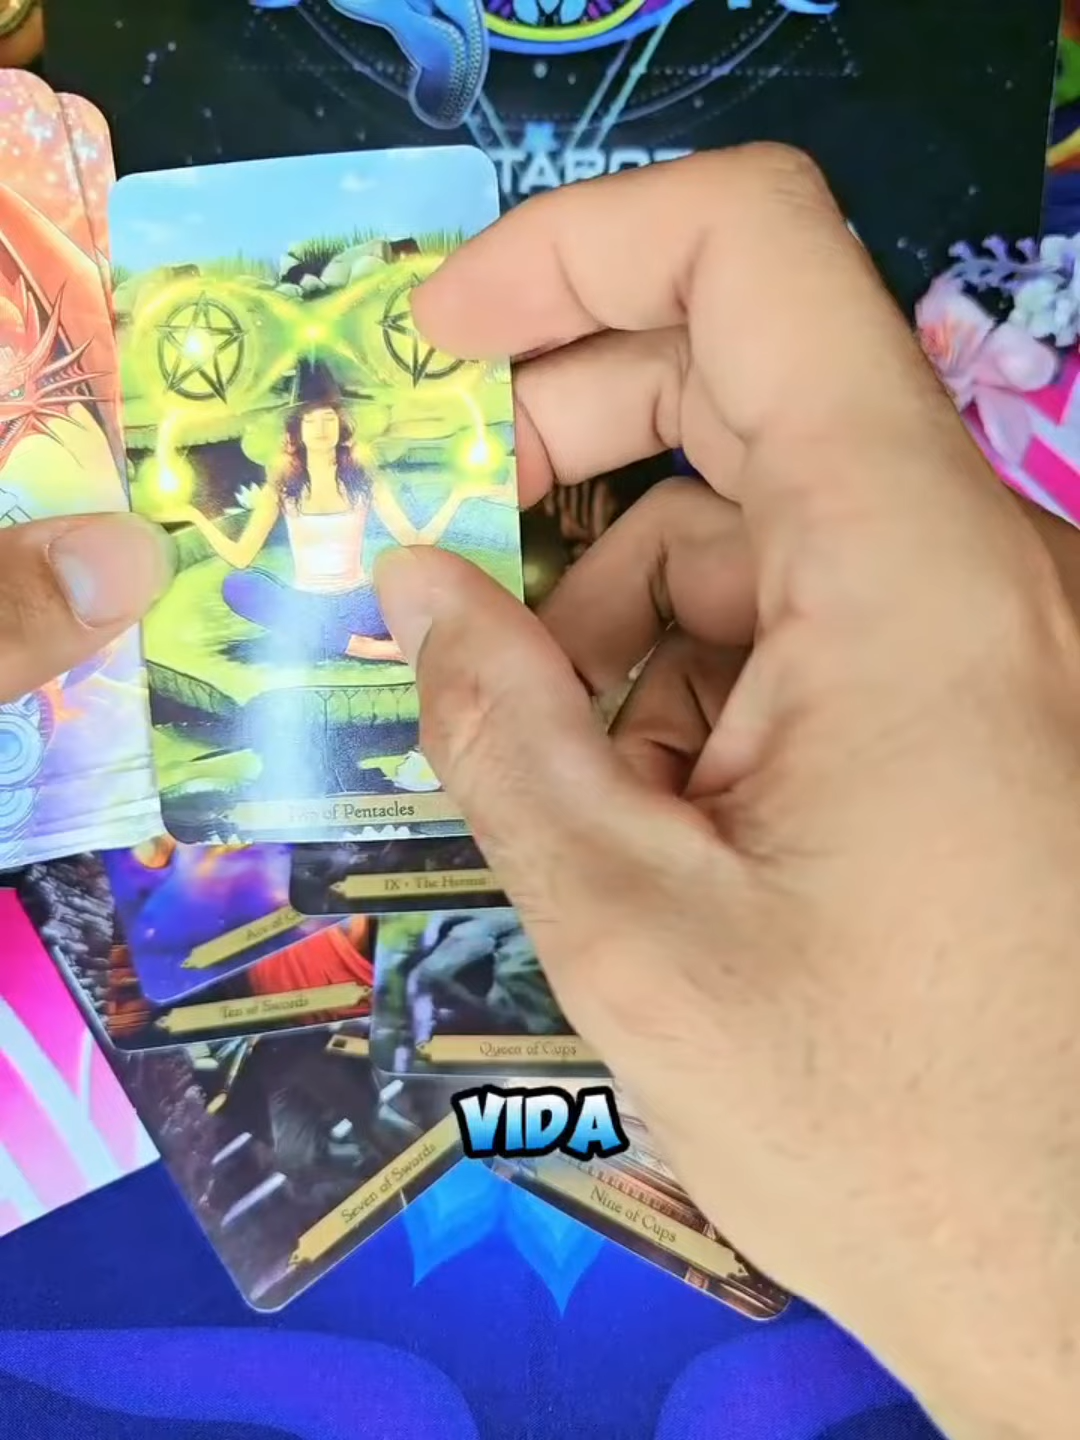 TAROT
Two of Pentacles
IX • The Hermit
Ace of
Ten of Swords
Queen of Cups
VIDA
Seven of Swords
Nine of Cups